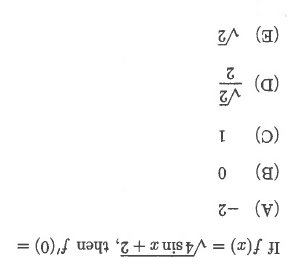 If f(x) = √(4 sin x + 2), then f′(0) =
(A) −2
(B) 0
(C) 1
(D) √2/2
(E) √2